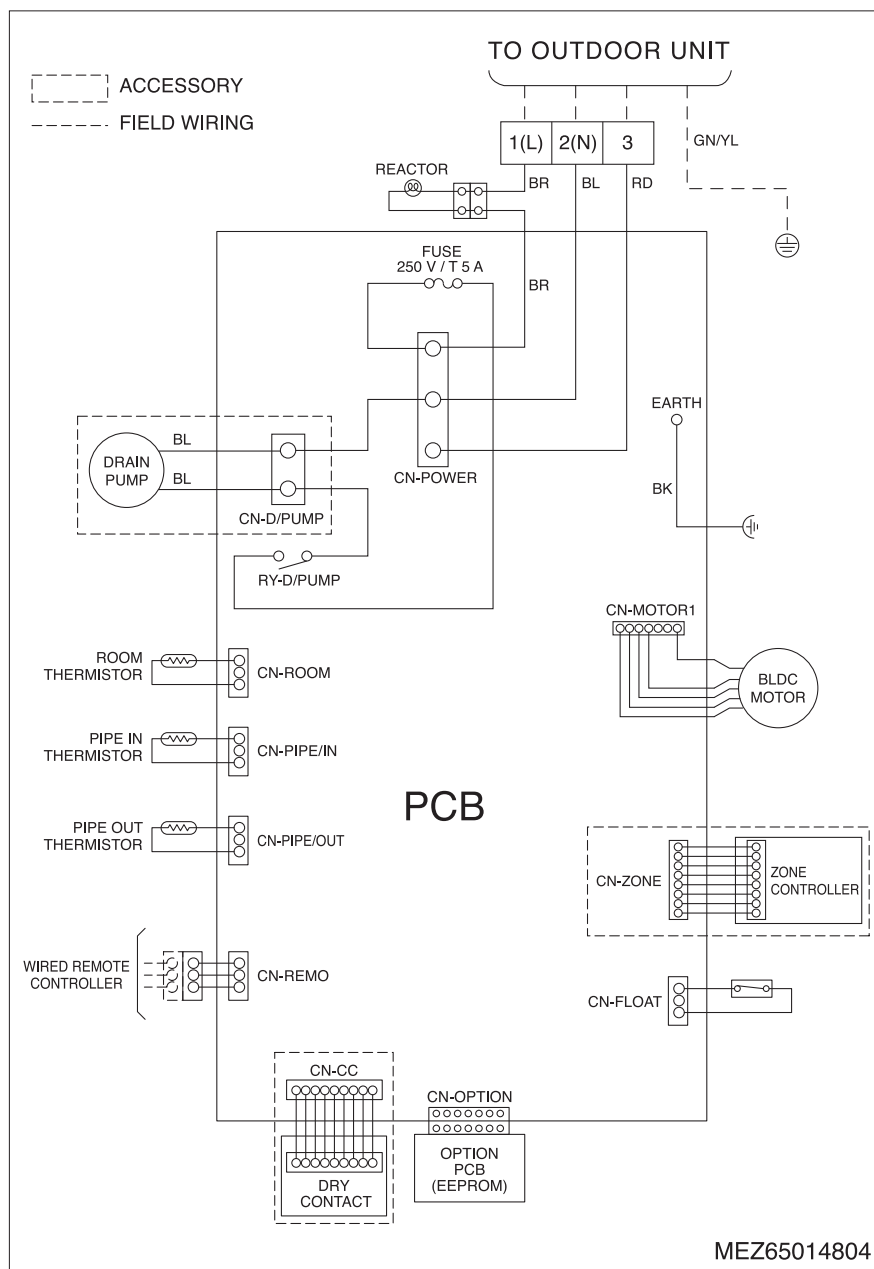 TO OUTDOOR UNIT
ACCESSORY
FIELD WIRING
1(L) 2(N) 3
GN/YL
REACTOR
BR BL RD
FUSE
250 V / T 5 A
BR
EARTH
BL
DRAIN
PUMP
BL
CN-POWER
BK
CN-D/PUMP
RY-D/PUMP
CN-MOTOR1
ROOM
THERMISTOR
CN-ROOM
BLDC
MOTOR
PIPE IN
THERMISTOR
CN-PIPE/IN
PCB
PIPE OUT
THERMISTOR
CN-PIPE/OUT
CN-ZONE
ZONE
CONTROLLER
WIRED REMOTE
CONTROLLER
CN-REMO
CN-FLOAT
CN-CC
CN-OPTION
OPTION
PCB
(EEPROM)
DRY
CONTACT
MEZ65014804